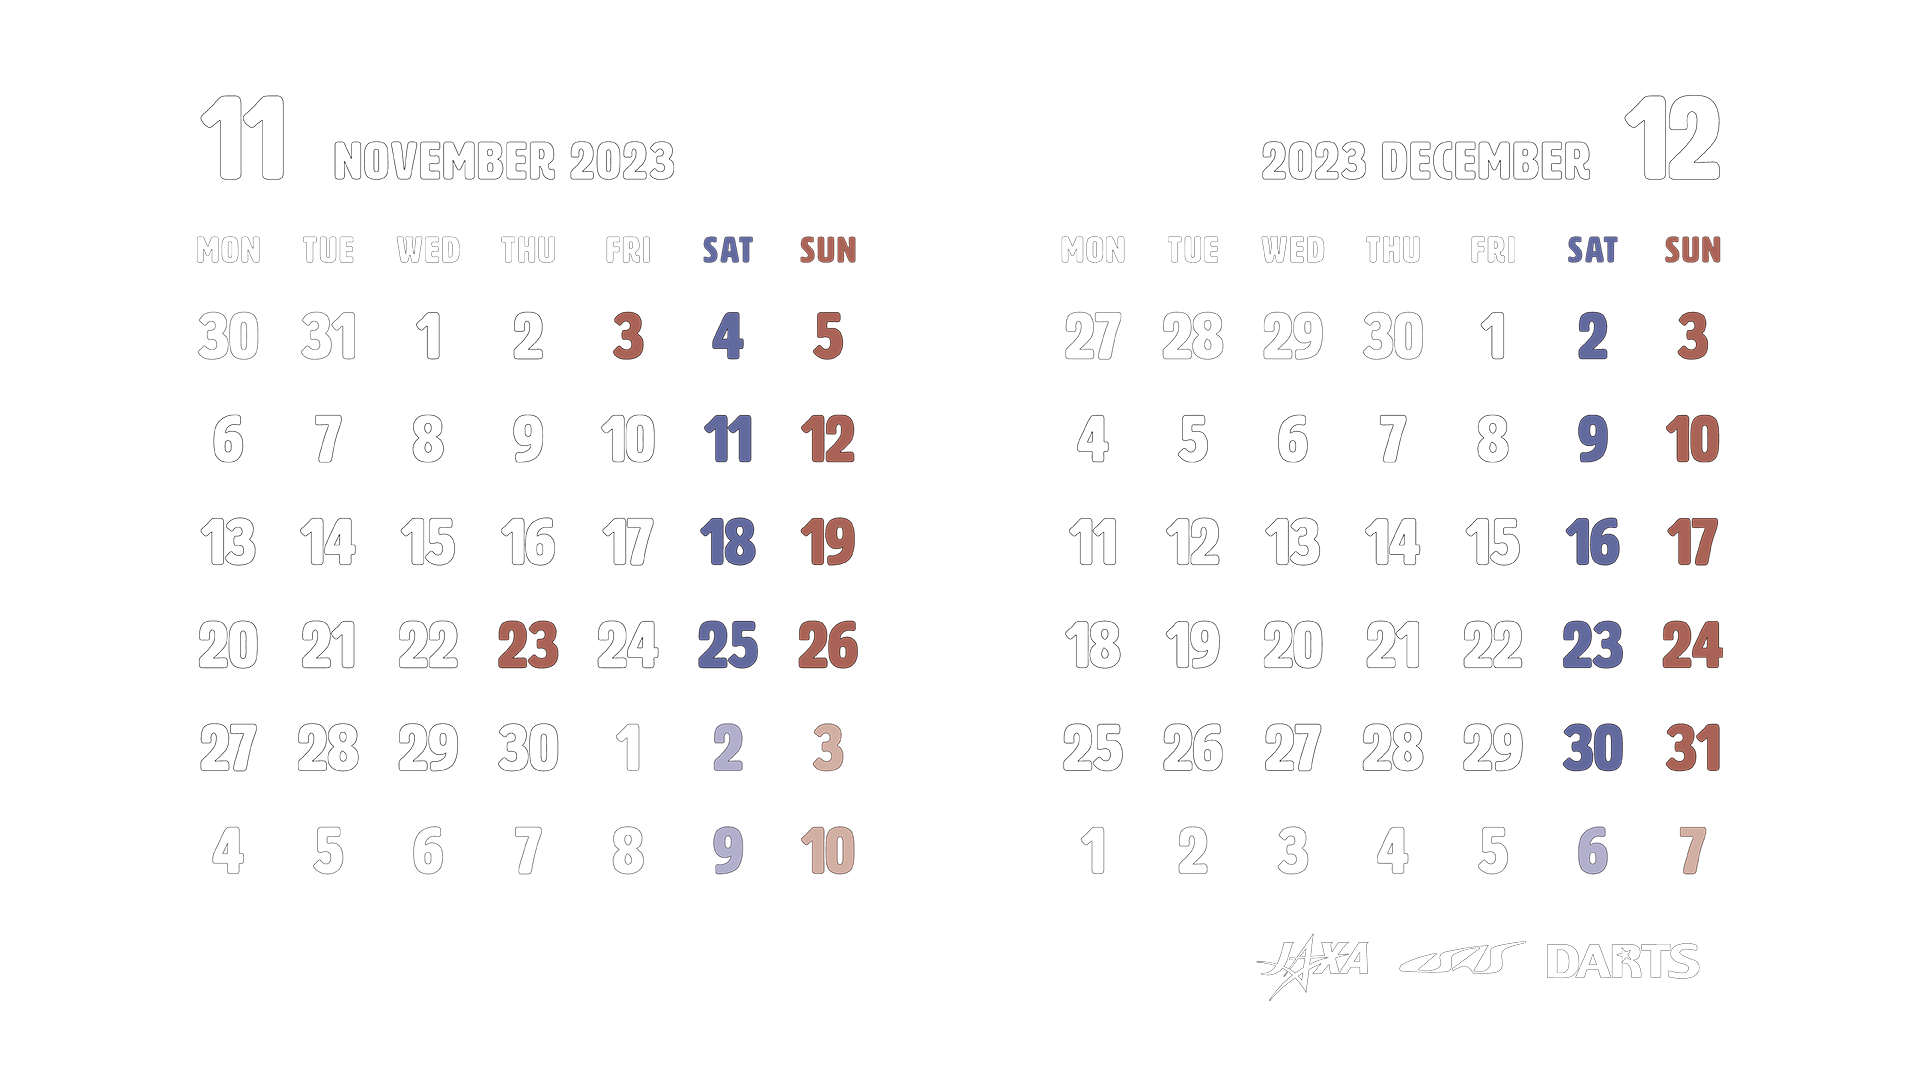 11 NOVEMBER 2023
MON TUE WED THU FRI SAT SUN
30 31 1 2 3 4 5
6 7 8 9 10 11 12
13 14 15 16 17 18 19
20 21 22 23 24 25 26
27 28 29 30 1 2 3
4 5 6 7 8 9 10
2023 DECEMBER 12
MON TUE WED THU FRI SAT SUN
27 28 29 30 1 2 3
4 5 6 7 8 9 10
11 12 13 14 15 16 17
18 19 20 21 22 23 24
25 26 27 28 29 30 31
1 2 3 4 5 6 7
JAXA ISAS DARTS